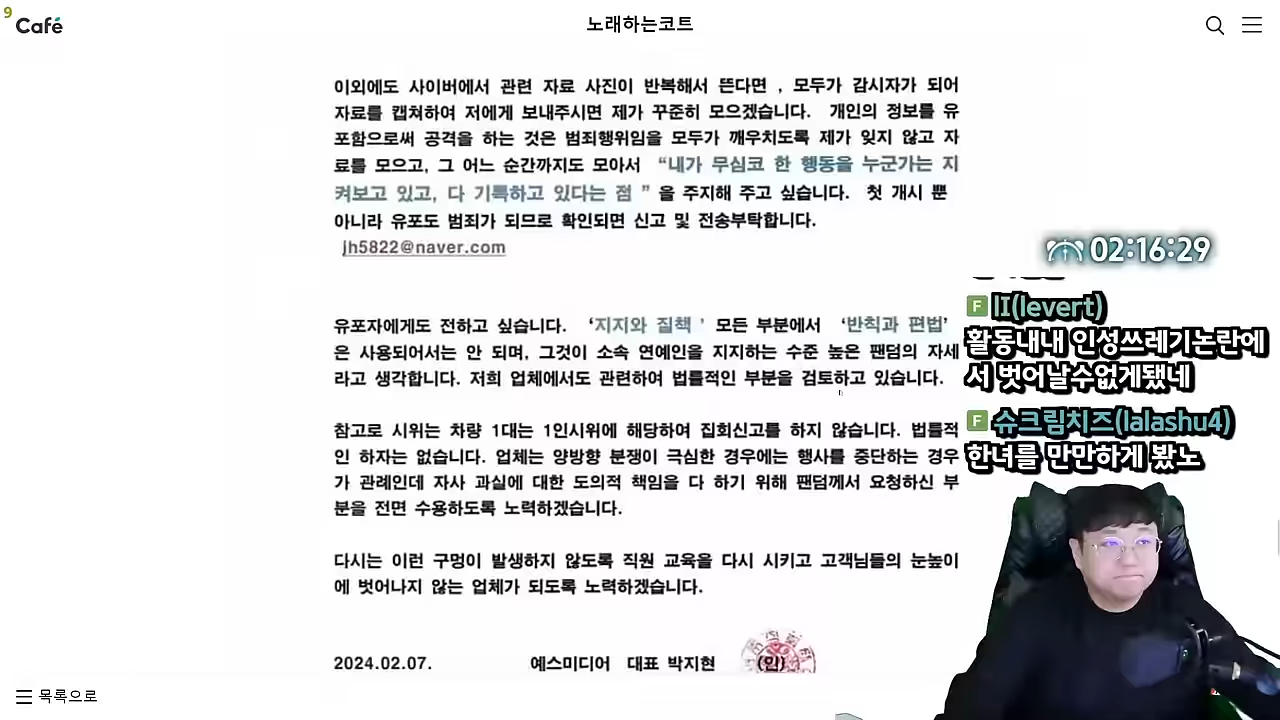 9
Café
노래하는코트
이외에도 사이버에서 관련 자료 사진이 반복해서 뜬다면 , 모두가 감시자가 되어
자료를 캡쳐하여 저에게 보내주시면 제가 꾸준히 모으겠습니다. 개인의 정보를 유
포함으로써 공격을 하는 것은 범죄행위임을 모두가 깨우치도록 제가 잊지 않고 자
료를 모으고, 그 어느 순간까지도 모아서 “내가 무심코 한 행동을 누군가는 지
켜보고 있고, 다 기록하고 있다는 점 ” 을 주지해 주고 싶습니다. 첫 개시 뿐
아니라 유포도 범죄가 되므로 확인되면 신고 및 전송부탁합니다.
jh5822@naver.com
유포자에게도 전하고 싶습니다. ‘지지와 질책 ’ 모든 부분에서 ‘반칙과 편법’
은 사용되어서는 안 되며, 그것이 소속 연예인을 지지하는 수준 높은 팬덤의 자세
라고 생각합니다. 저희 업체에서도 관련하여 법률적인 부분을 검토하고 있습니다.
참고로 시위는 차량 1대는 1인시위에 해당하여 집회신고를 하지 않습니다. 법률적
인 하자는 없습니다. 업체는 양방향 분쟁이 극심한 경우에는 행사를 중단하는 경우
가 관례인데 자사 과실에 대한 도의적 책임을 다 하기 위해 팬덤께서 요청하신 부
분을 전면 수용하도록 노력하겠습니다.
다시는 이런 구멍이 발생하지 않도록 직원 교육을 다시 시키고 고객님들의 눈높이
에 벗어나지 않는 업체가 되도록 노력하겠습니다.
2024.02.07. 예스미디어 대표 박지현 (인)
목록으로
02:16:29
F lI(levert)
활동내내 인성쓰레기논란에
서 벗어날수없게됐네
F 슈크림치즈(lalashu4)
한녀를 만만하게 봤노